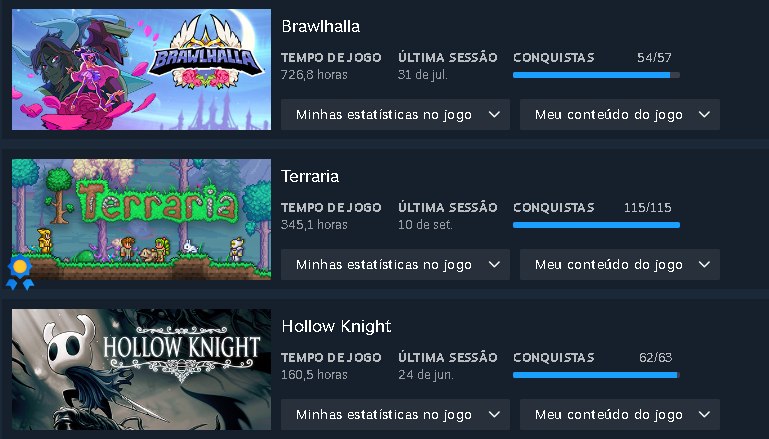 BRAWLHALLA
Brawlhalla
TEMPO DE JOGO ÚLTIMA SESSÃO CONQUISTAS 54/57
726,8 horas 31 de jul.
Minhas estatísticas no jogo Meu conteúdo do jogo
Terraria
Terraria
TEMPO DE JOGO ÚLTIMA SESSÃO CONQUISTAS 115/115
345,1 horas 10 de set.
Minhas estatísticas no jogo Meu conteúdo do jogo
HOLLOW KNIGHT
Hollow Knight
TEMPO DE JOGO ÚLTIMA SESSÃO CONQUISTAS 62/63
160,5 horas 24 de jun.
Minhas estatísticas no jogo Meu conteúdo do jogo